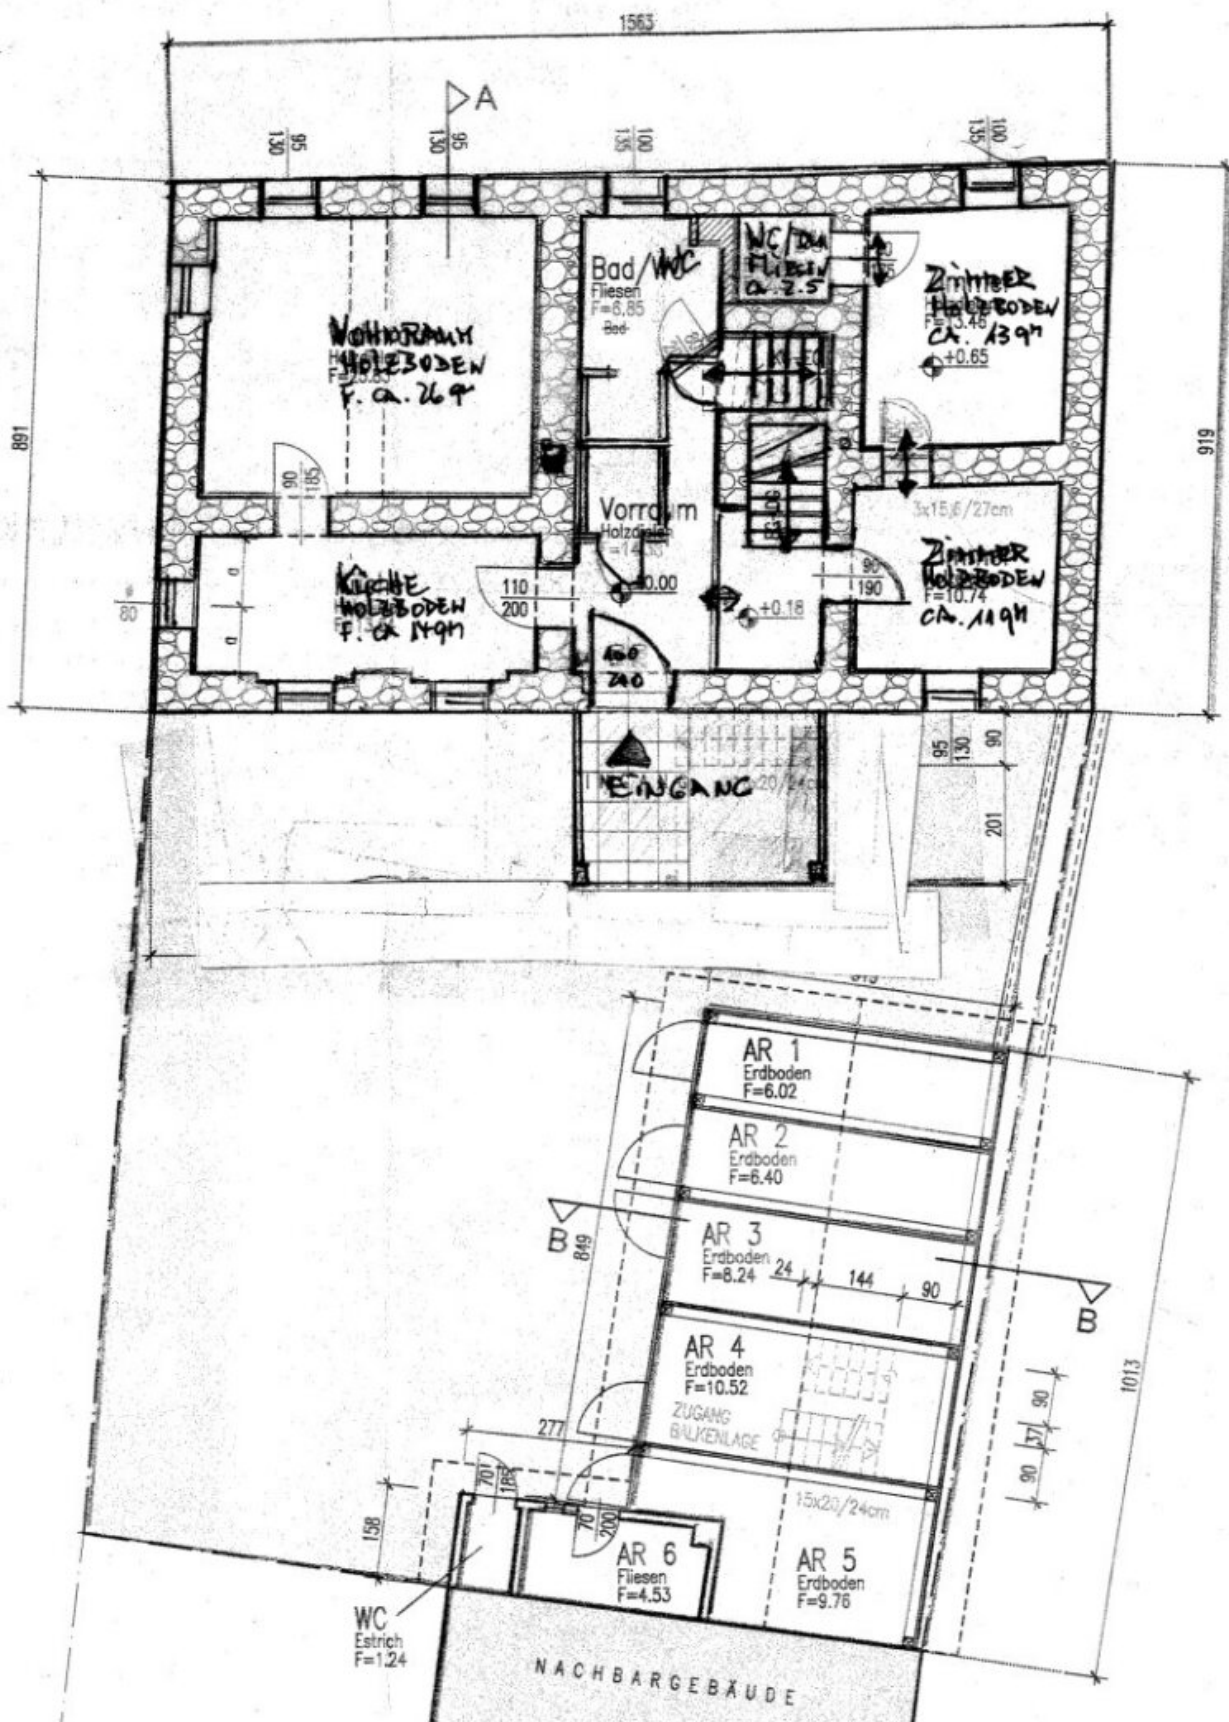 1563
A
95
130
95
130
100
135
100
135
891
919
WOHNRAUM
HOLZBODEN
F. CA. 26 qm
Bad/WC
Fliesen
F=6.85
Bad
WC/DU
FLIESEN
CA. 2.5
ZIMMER
HOLZBODEN
F=13.46
CA. 13 qm
+0.65
90
185
Vorraum
Holzdielen
3x15,6/27cm
KÜCHE
HOLZBODEN
F. CA 14 qm
80
a
a
110
200
±0.00
+0.18
90
190
ZIMMER
HOLZBODEN
F=10.74
CA. 11 qm
100
240
EINGANG
95
130
90
201
AR 1
Erdboden
F=6.02
AR 2
Erdboden
F=6.40
B
849
AR 3
Erdboden
F=8.24
24
144
90
B
AR 4
Erdboden
F=10.52
ZUGANG
BALKENLAGE
1013
90
37
90
277
158
70
185
70
200
15x20/24cm
AR 6
Fliesen
F=4.53
AR 5
Erdboden
F=9.76
WC
Estrich
F=1.24
NACHBARGEBÄUDE